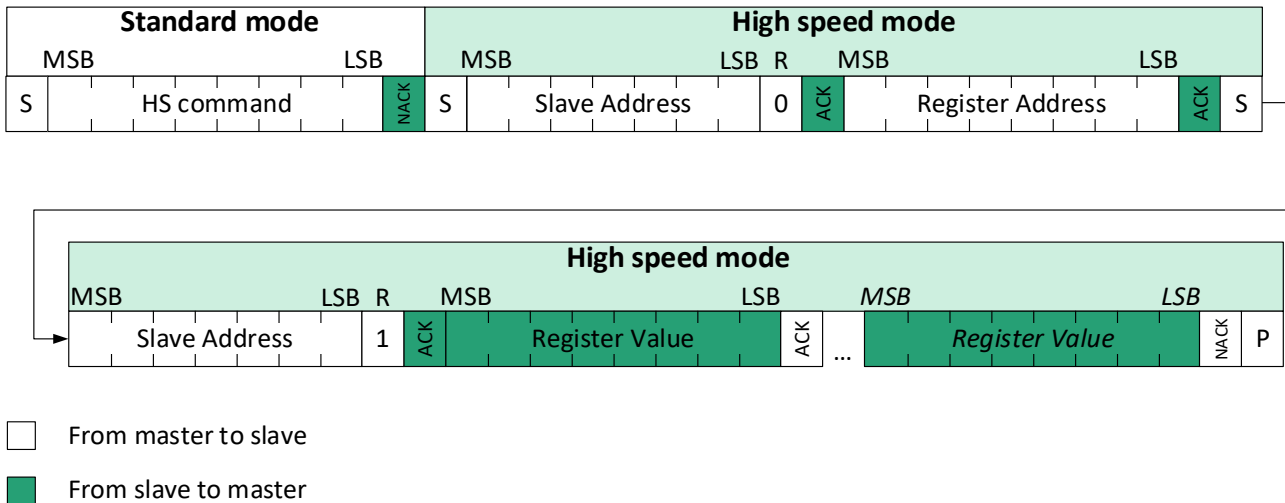 Standard mode High speed mode
MSB LSB MSB LSB R MSB LSB
S HS command NACK S Slave Address 0 ACK Register Address ACK S
High speed mode
MSB LSB R MSB LSB MSB LSB
Slave Address 1 ACK Register Value ACK ... Register Value NACK P
From master to slave
From slave to master